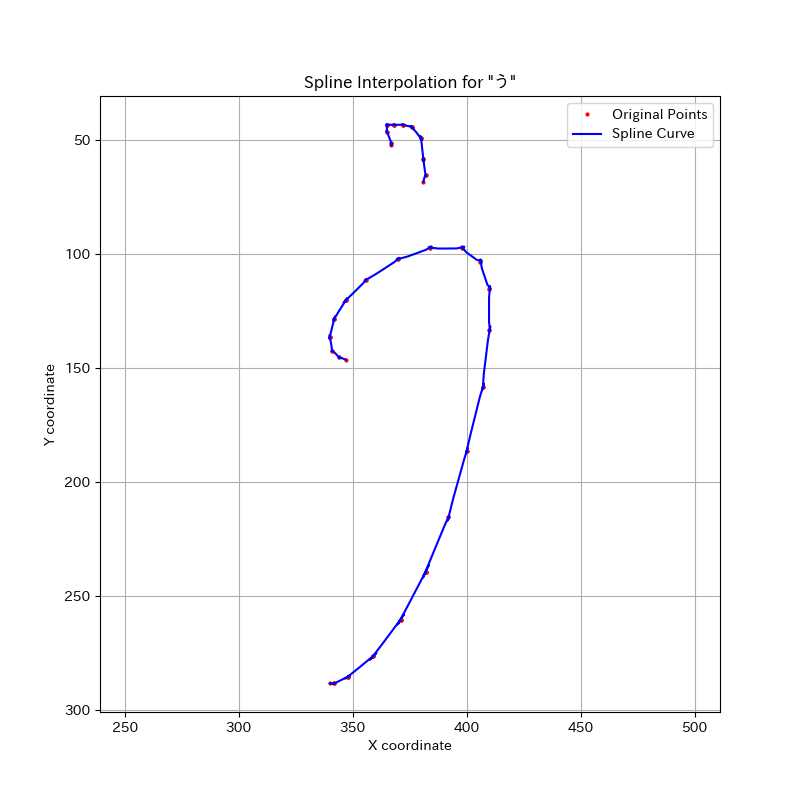 Spline Interpolation for "う"
Original Points
Spline Curve
50
100
150
200
250
300
Y coordinate
250
300
350
400
450
500
X coordinate